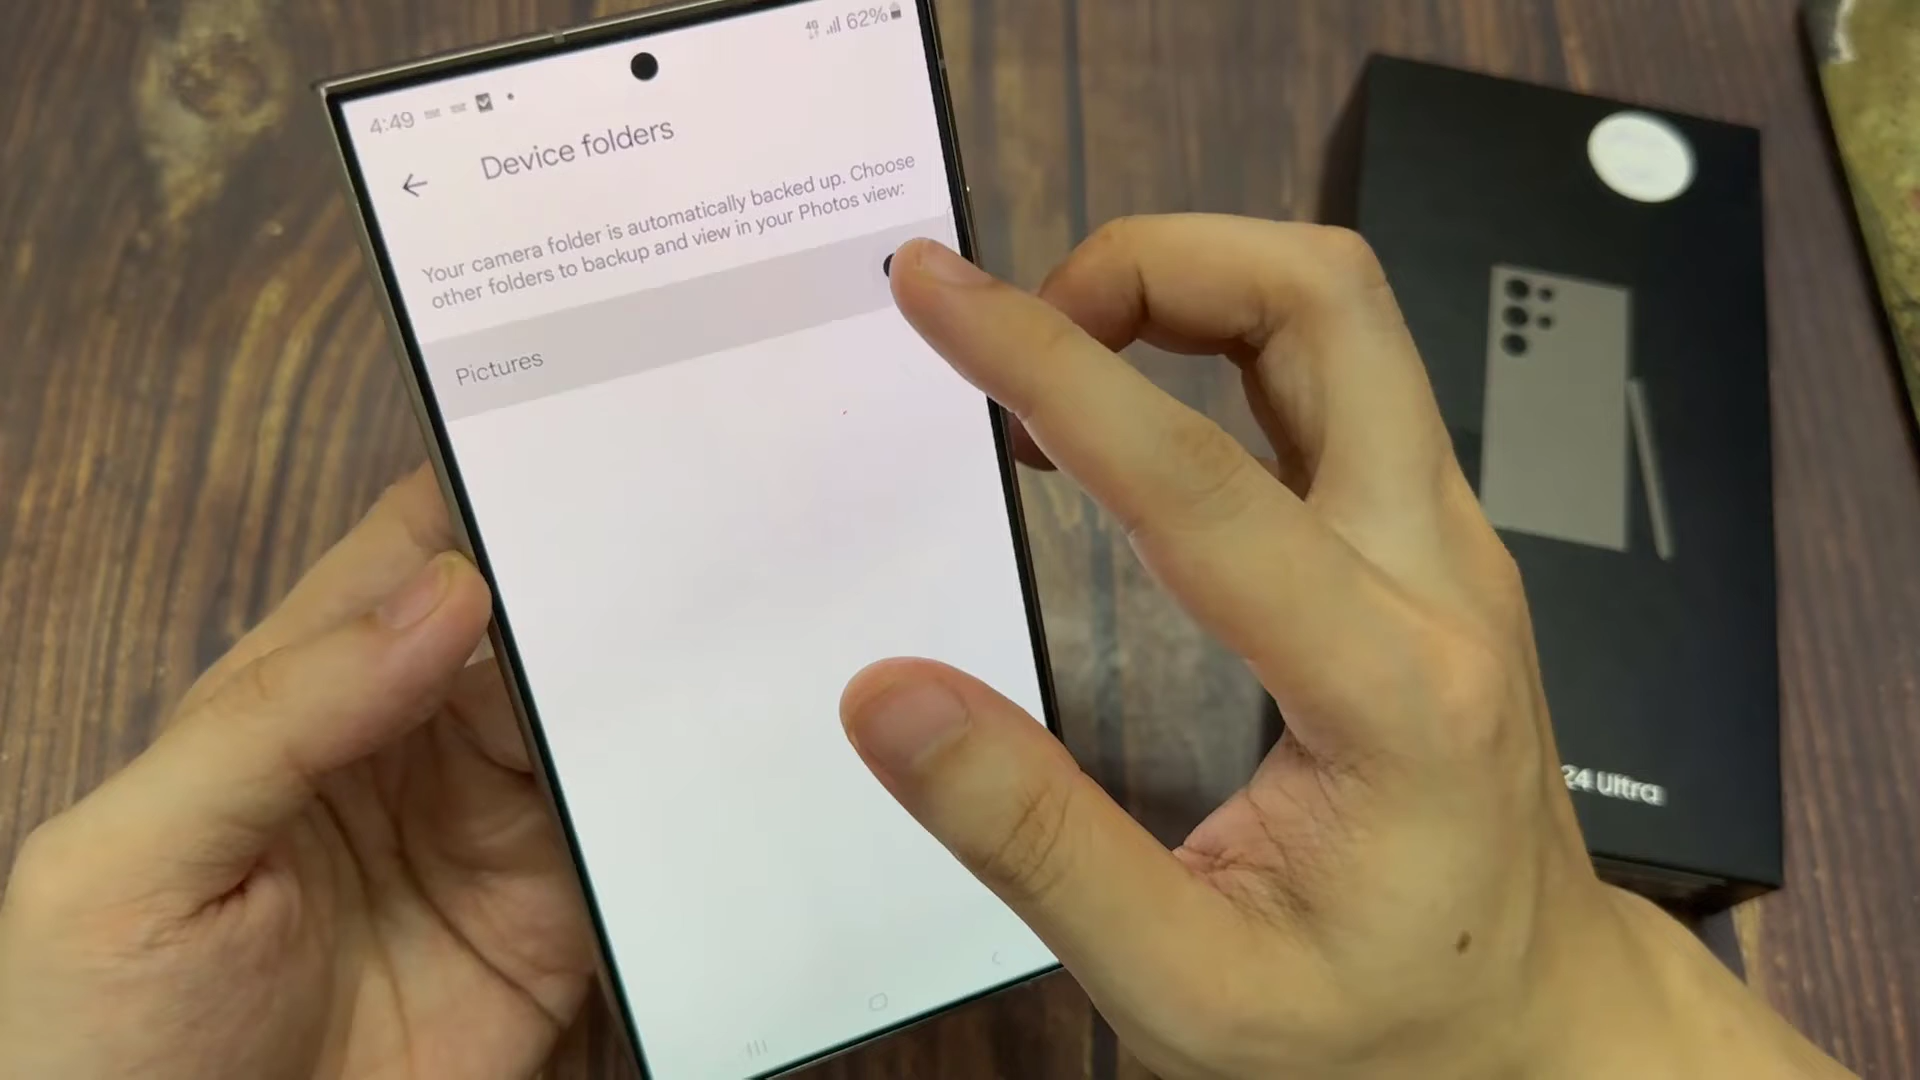 4:49
4G 62%
Device folders
Your camera folder is automatically backed up. Choose
other folders to backup and view in your Photos view:
Pictures
24 Ultra